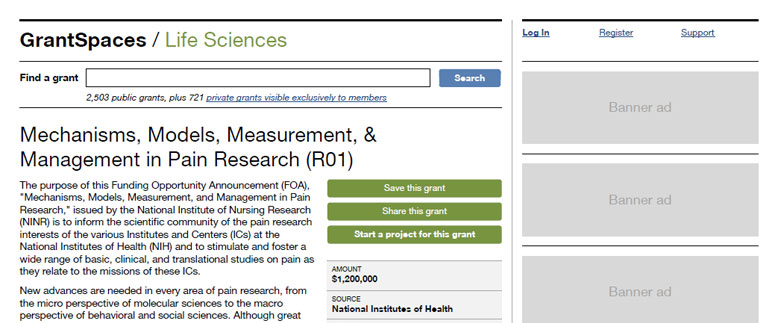 GrantSpaces / Life Sciences
Log In
Register
Support
Find a grant
Search
2,503 public grants, plus 721 private grants visible exclusively to members
Banner ad
Mechanisms, Models, Measurement, &
Management in Pain Research (R01)
The purpose of this Funding Opportunity Announcement (FOA),
"Mechanisms, Models, Measurement, and Management in Pain
Research," issued by the National Institute of Nursing Research
(NINR) is to inform the scientific community of the pain research
interests of the various Institutes and Centers (ICs) at the
National Institutes of Health (NIH) and to stimulate and foster a
wide range of basic, clinical, and translational studies on pain as
they relate to the missions of these ICs.
New advances are needed in every area of pain research, from
the micro perspective of molecular sciences to the macro
perspective of behavioral and social sciences. Although great
Save this grant
Share this grant
Start a project for this grant
AMOUNT
$1,200,000
SOURCE
National Institutes of Health
Banner ad
Banner ad